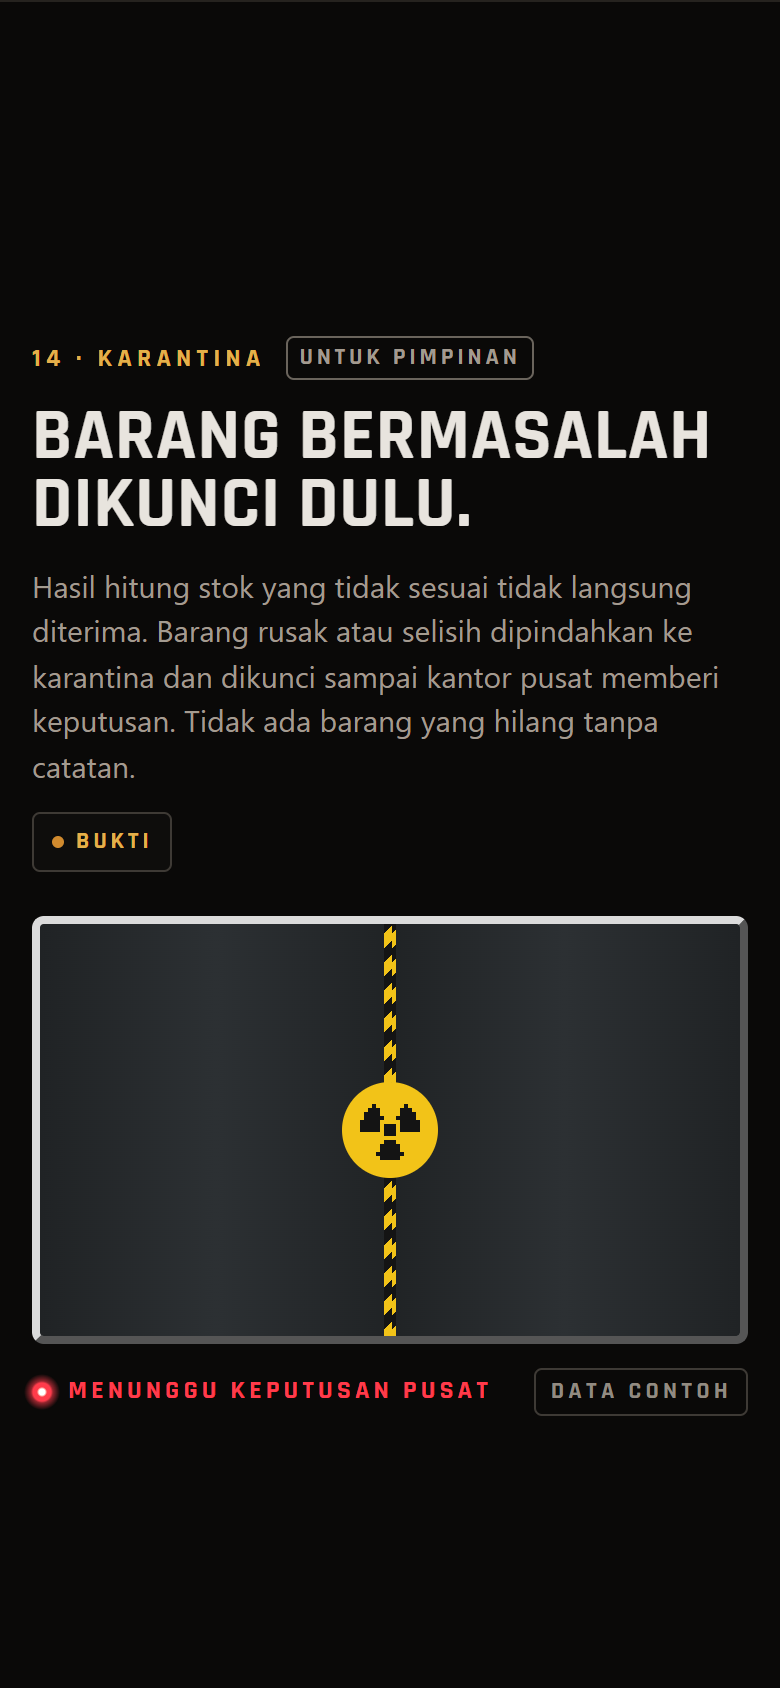 14 · KARANTINA
UNTUK PIMPINAN
BARANG BERMASALAH
DIKUNCI DULU.
Hasil hitung stok yang tidak sesuai tidak langsung
diterima. Barang rusak atau selisih dipindahkan ke
karantina dan dikunci sampai kantor pusat memberi
keputusan. Tidak ada barang yang hilang tanpa
catatan.
BUKTI
MENUNGGU KEPUTUSAN PUSAT
DATA CONTOH